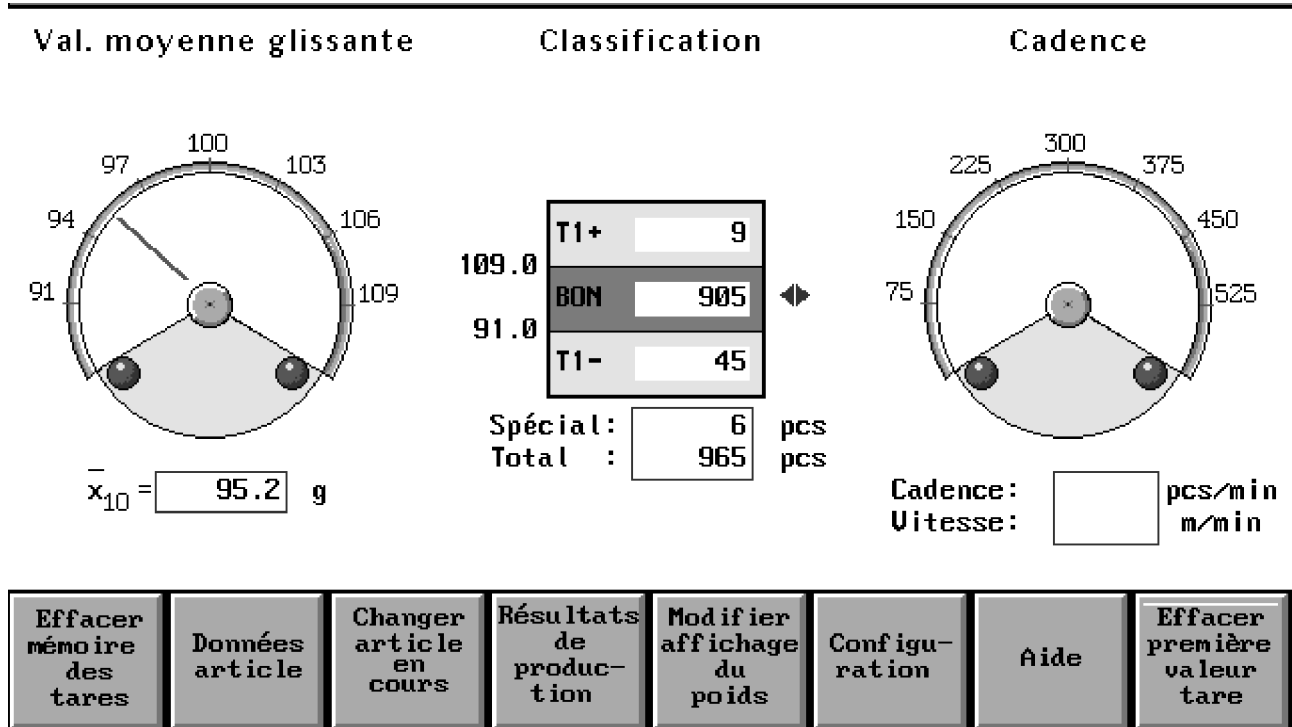 Val. moyenne glissante
Classification
Cadence
100
97
103
94
106
91
109
T1+ 9
109.0
BON 905
91.0
T1- 45
Spécial: 6 pcs
Total : 965 pcs
x̄10 = 95.2 g
300
225
375
150
450
75
525
Cadence: pcs/min
Vitesse: m/min
Effacer
mémoire
des
tares
Données
article
Changer
article
en
cours
Résultats
de
produc-
tion
Modifier
affichage
du
poids
Configu-
ration
Aide
Effacer
première
valeur
tare